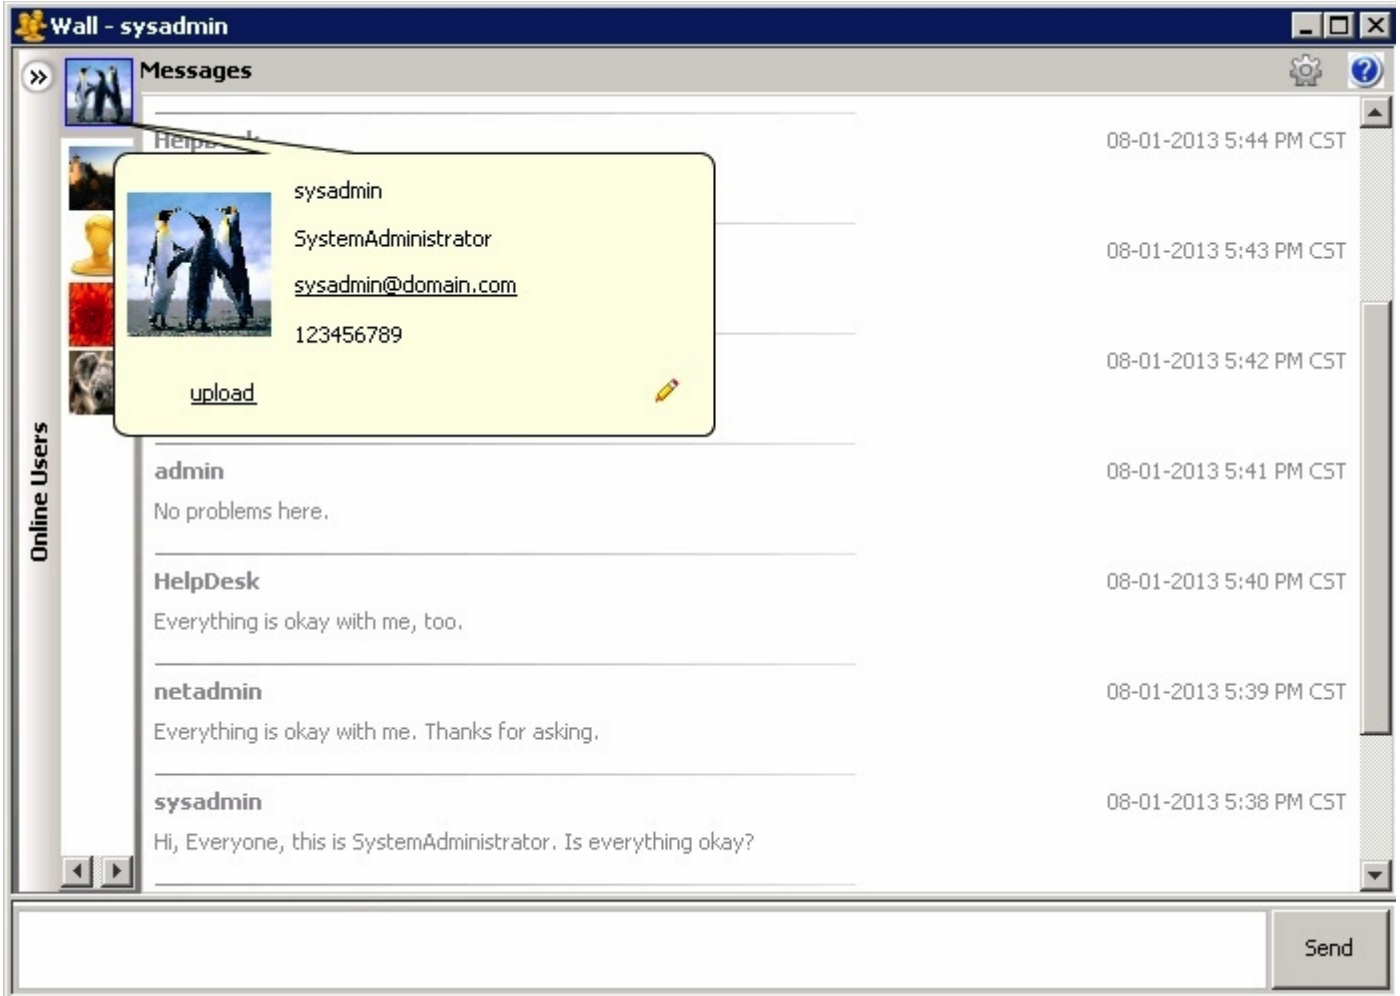 Wall - sysadmin
Messages
08-01-2013 5:44 PM CST
sysadmin
SystemAdministrator
08-01-2013 5:43 PM CST
sysadmin@domain.com
123456789
08-01-2013 5:42 PM CST
upload
Online Users
admin 08-01-2013 5:41 PM CST
No problems here.
HelpDesk 08-01-2013 5:40 PM CST
Everything is okay with me, too.
netadmin 08-01-2013 5:39 PM CST
Everything is okay with me. Thanks for asking.
sysadmin 08-01-2013 5:38 PM CST
Hi, Everyone, this is SystemAdministrator. Is everything okay?
Send